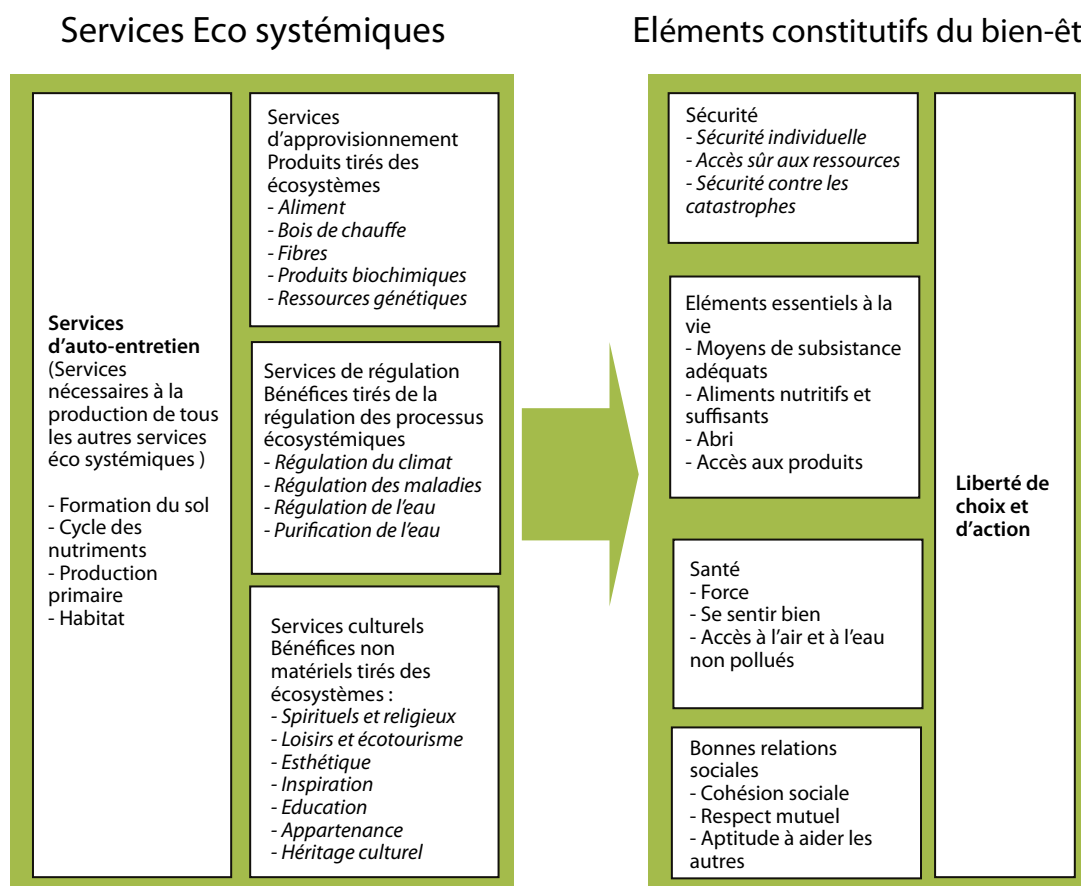 Services Eco systémiques
Services
d'auto-entretien
(Services
nécessaires à la
production de tous
les autres services
éco systémiques )
- Formation du sol
- Cycle des
nutriments
- Production
primaire
- Habitat
Services
d'approvisionnement
Produits tirés des
écosystèmes
- Aliment
- Bois de chauffe
- Fibres
- Produits biochimiques
- Ressources génétiques
Services de régulation
Bénéfices tirés de la
régulation des processus
écosystémiques
- Régulation du climat
- Régulation des maladies
- Régulation de l'eau
- Purification de l'eau
Services culturels
Bénéfices non
matériels tirés des
écosystèmes :
- Spirituels et religieux
- Loisirs et écotourisme
- Esthétique
- Inspiration
- Education
- Appartenance
- Héritage culturel
Eléments constitutifs du bien-êt
Sécurité
- Sécurité individuelle
- Accès sûr aux ressources
- Sécurité contre les
catastrophes
Eléments essentiels à la
vie
- Moyens de subsistance
adéquats
- Aliments nutritifs et
suffisants
- Abri
- Accès aux produits
Santé
- Force
- Se sentir bien
- Accès à l'air et à l'eau
non pollués
Bonnes relations
sociales
- Cohésion sociale
- Respect mutuel
- Aptitude à aider les
autres
Liberté de
choix et
d'action